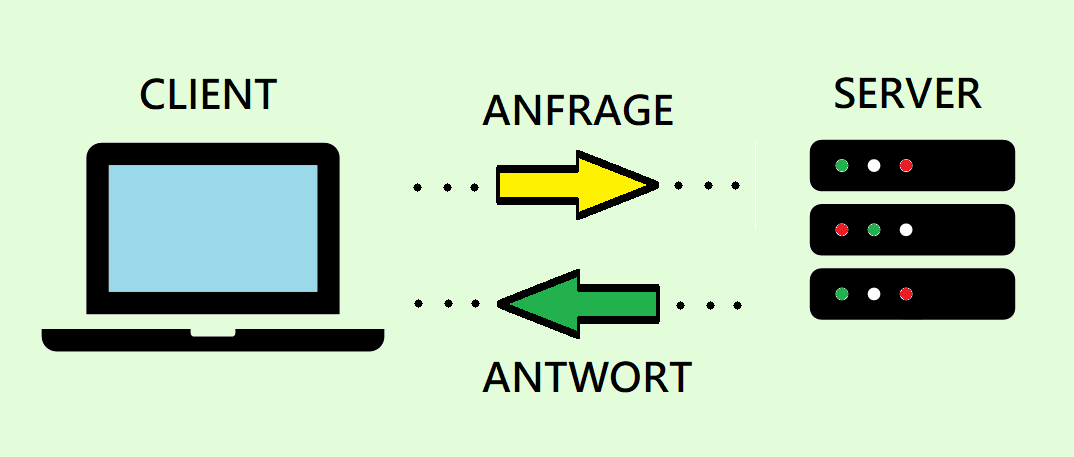 CLIENT
ANFRAGE
SERVER
ANTWORT